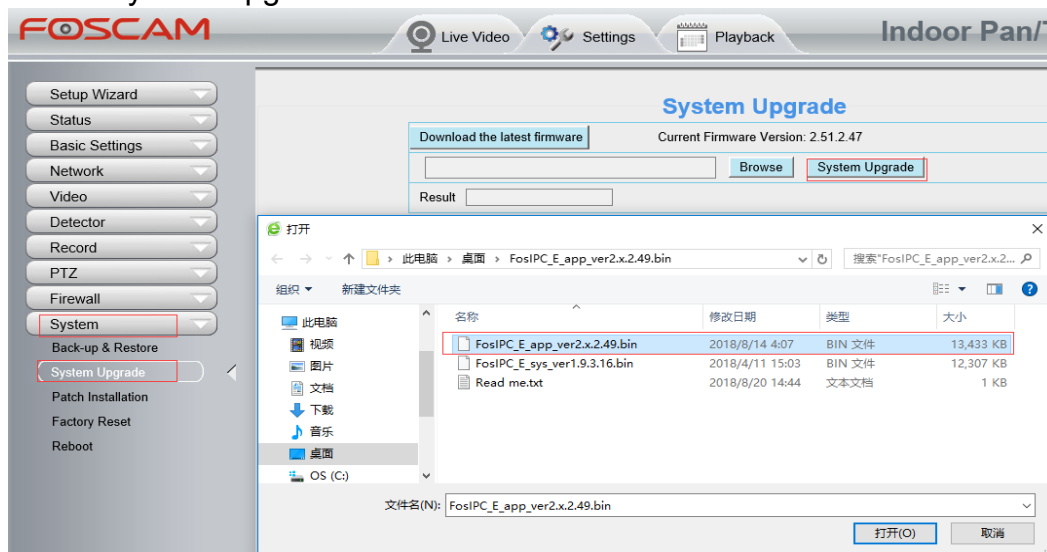 FOSCAM
Live Video
Settings
Playback
Indoor Pan/T
Setup Wizard
Status
Basic Settings
Network
Video
Detector
Record
PTZ
Firewall
System
Back-up & Restore
System Upgrade
Patch Installation
Factory Reset
Reboot
System Upgrade
Download the latest firmware
Current Firmware Version: 2.51.2.47
Browse
System Upgrade
Result
打开
此电脑 › 桌面 › FosIPC_E_app_ver2.x.2.49.bin
搜索"FosIPC_E_app_ver2.x.2...
组织
新建文件夹
此电脑
视频
图片
文档
下载
音乐
桌面
OS (C:)
名称 修改日期 类型 大小
FosIPC_E_app_ver2.x.2.49.bin 2018/8/14 4:07 BIN 文件 13,433 KB
FosIPC_E_sys_ver1.9.3.16.bin 2018/4/11 15:03 BIN 文件 12,307 KB
Read me.txt 2018/8/20 14:44 文本文档 1 KB
文件名(N): FosIPC_E_app_ver2.x.2.49.bin
打开(O)
取消